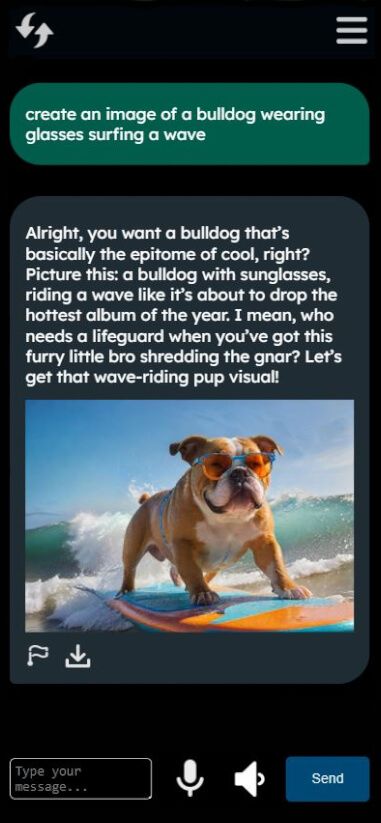 create an image of a bulldog wearing
glasses surfing a wave
Alright, you want a bulldog that’s
basically the epitome of cool, right?
Picture this: a bulldog with sunglasses,
riding a wave like it’s about to drop the
hottest album of the year. I mean, who
needs a lifeguard when you’ve got this
furry little bro shredding the gnar? Let’s
get that wave-riding pup visual!
Type your
message...
Send